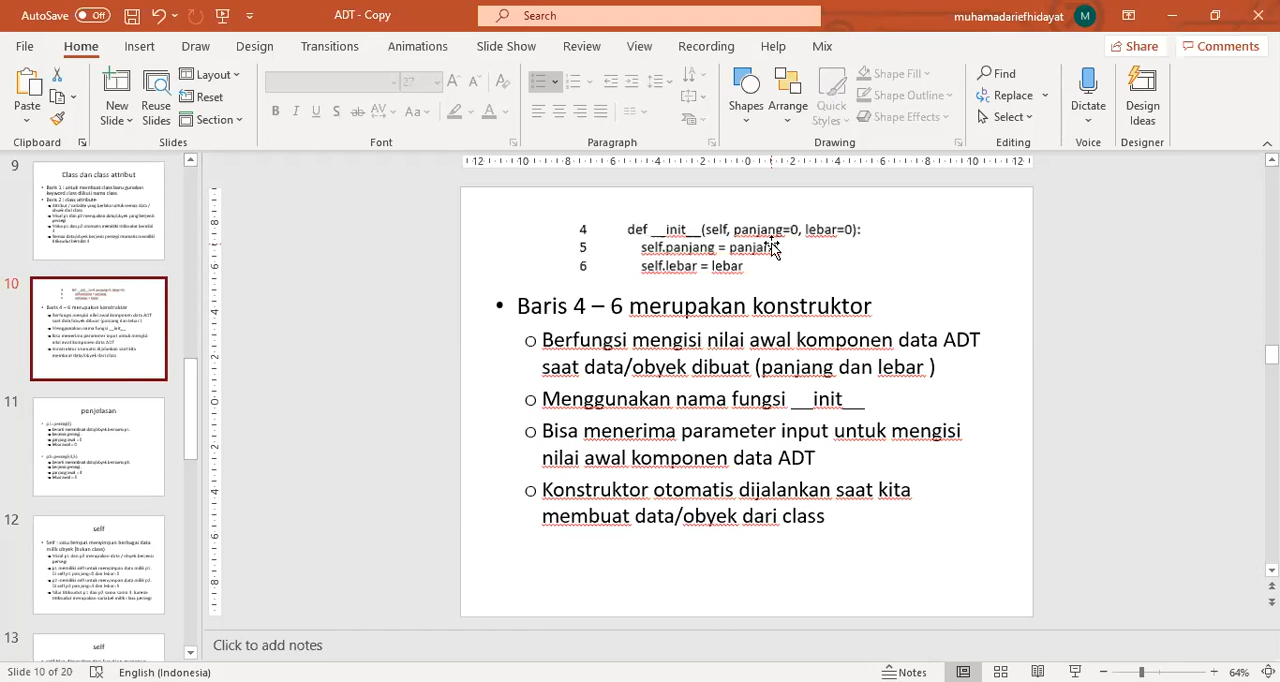 AutoSave Off ADT - Copy Search muhamadariefhidayat M
File Home Insert Draw Design Transitions Animations Slide Show Review View Recording Help Mix Share Comments
Paste New Slide Reuse Slides Layout Reset Section 27 Shapes Arrange Quick Styles Shape Fill Shape Outline Shape Effects Find Replace Select Dictate Design Ideas
Clipboard Slides Font Paragraph Drawing Editing Voice Designer
9
Class dan class attribut
10
11
penjelasan
12
self
13
self
4 def __init__(self, panjang=0, lebar=0):
5 self.panjang = panjang
6 self.lebar = lebar
• Baris 4 – 6 merupakan konstruktor
o Berfungsi mengisi nilai awal komponen data ADT
saat data/obyek dibuat (panjang dan lebar )
o Menggunakan nama fungsi __init__
o Bisa menerima parameter input untuk mengisi
nilai awal komponen data ADT
o Konstruktor otomatis dijalankan saat kita
membuat data/obyek dari class
Click to add notes
Slide 10 of 20 English (Indonesia) Notes 64%